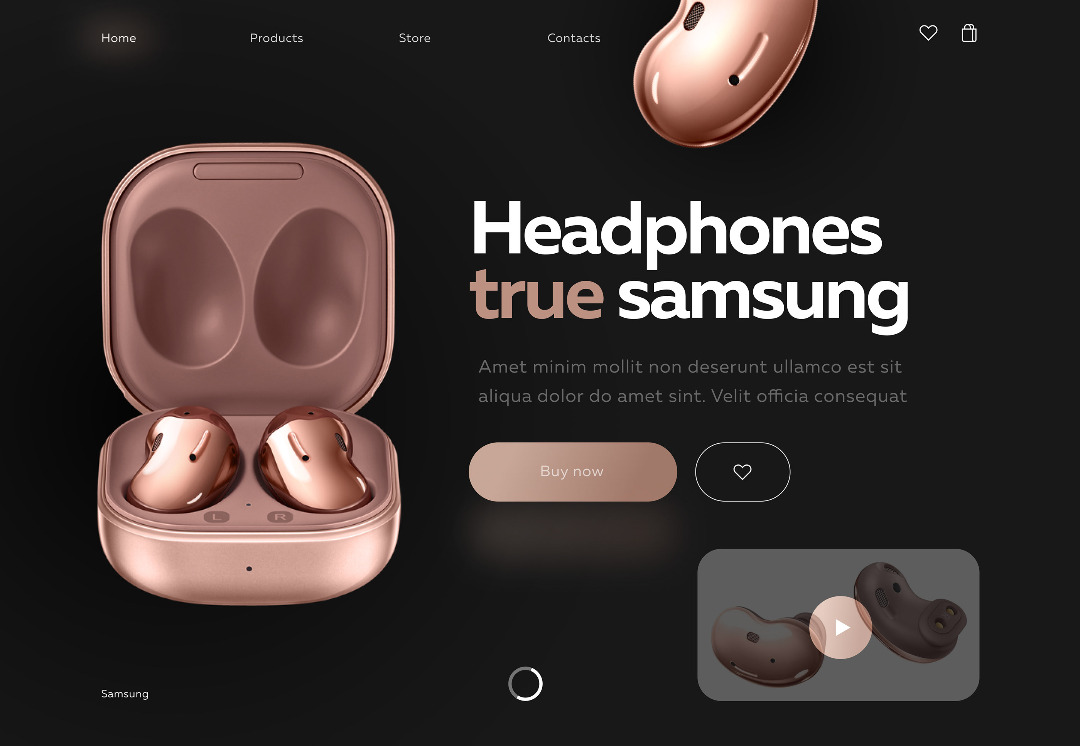 Home
Products
Store
Contacts
Headphones
true samsung
Amet minim mollit non deserunt ullamco est sit
aliqua dolor do amet sint. Velit officia consequat
Buy now
L
R
Samsung